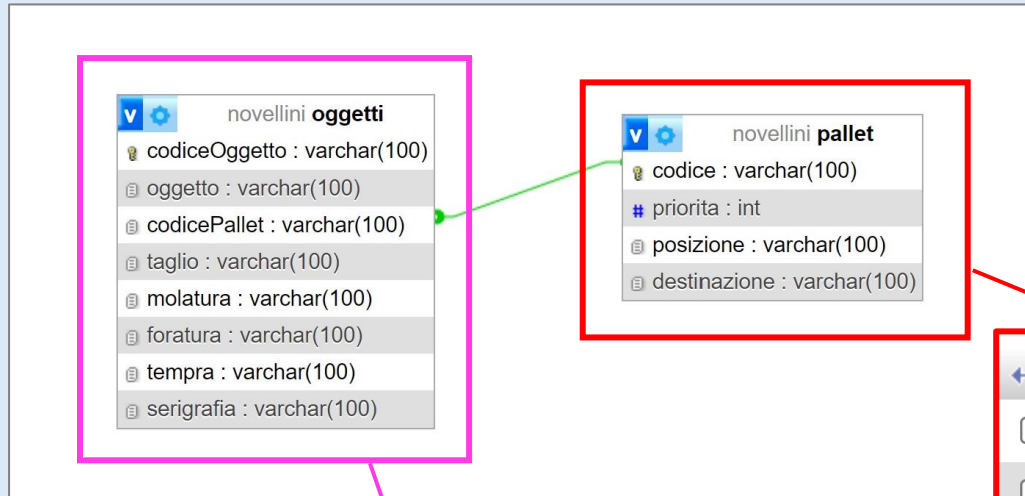 novellini oggetti
codiceOggetto : varchar(100)
oggetto : varchar(100)
codicePallet : varchar(100)
taglio : varchar(100)
molatura : varchar(100)
foratura : varchar(100)
tempra : varchar(100)
serigrafia : varchar(100)
novellini pallet
codice : varchar(100)
# priorita : int
posizione : varchar(100)
destinazione : varchar(100)